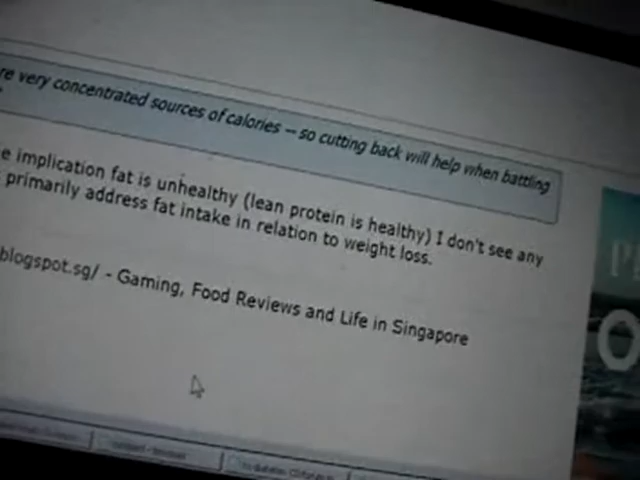 re very concentrated sources of calories – so cutting back will help when battling
e implication fat is unhealthy (lean protein is healthy) I don't see any
primarily address fat intake in relation to weight loss.
blogspot.sg/ - Gaming, Food Reviews and Life in Singapore